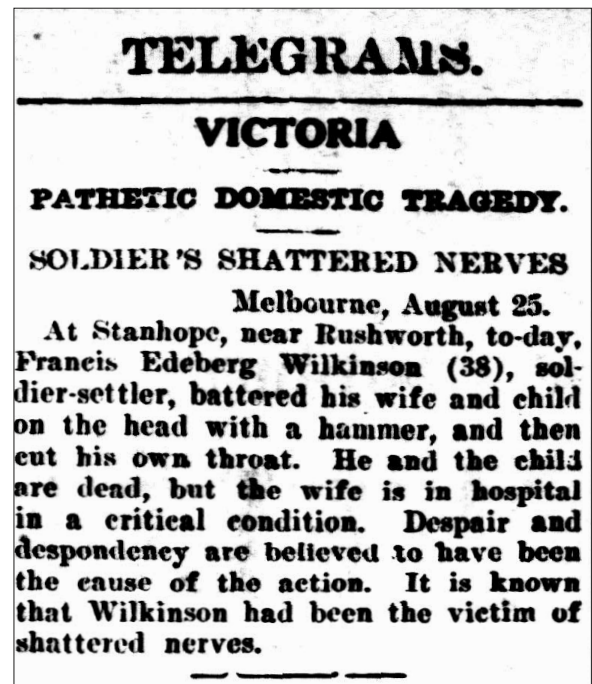 TELEGRAMS.
VICTORIA
PATHETIC DOMESTIC TRAGEDY.
SOLDIER'S SHATTERED NERVES
Melbourne, August 25.
At Stanhope, near Rushworth, to-day,
Francis Edeberg Wilkinson (38), sol-
dier-settler, battered his wife and child
on the head with a hammer, and then
cut his own throat. He and the child
are dead, but the wife is in hospital
in a critical condition. Despair and
despondency are believed to have been
the cause of the action. It is known
that Wilkinson had been the victim of
shattered nerves.